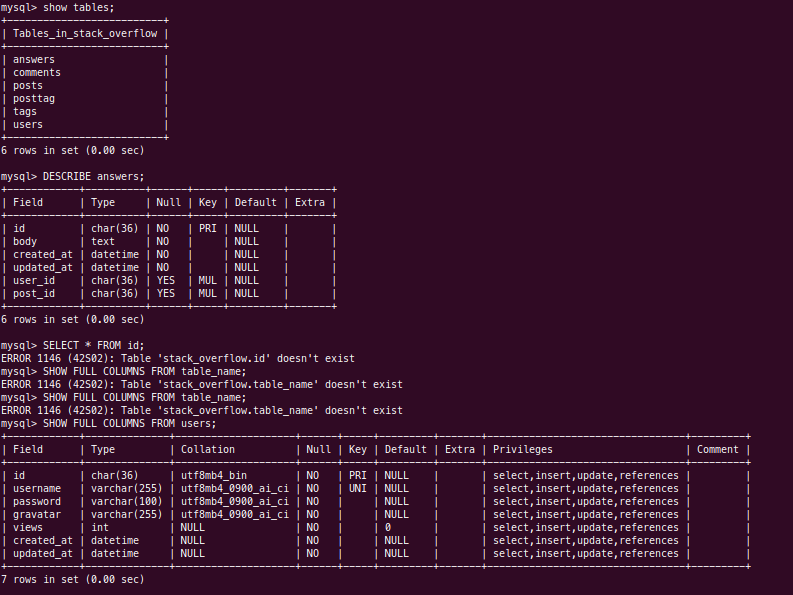 mysql> show tables;
+--------------------------+
| Tables_in_stack_overflow |
+--------------------------+
| answers                  |
| comments                 |
| posts                    |
| posttag                  |
| tags                     |
| users                    |
+--------------------------+
6 rows in set (0.00 sec)

mysql> DESCRIBE answers;
+------------+----------+------+-----+---------+-------+
| Field      | Type     | Null | Key | Default | Extra |
+------------+----------+------+-----+---------+-------+
| id         | char(36) | NO   | PRI | NULL    |       |
| body       | text     | NO   |     | NULL    |       |
| created_at | datetime | NO   |     | NULL    |       |
| updated_at | datetime | NO   |     | NULL    |       |
| user_id    | char(36) | YES  | MUL | NULL    |       |
| post_id    | char(36) | YES  | MUL | NULL    |       |
+------------+----------+------+-----+---------+-------+
6 rows in set (0.00 sec)

mysql> SELECT * FROM id;
ERROR 1146 (42S02): Table 'stack_overflow.id' doesn't exist
mysql> SHOW FULL COLUMNS FROM table_name;
ERROR 1146 (42S02): Table 'stack_overflow.table_name' doesn't exist
mysql> SHOW FULL COLUMNS FROM table_name;
ERROR 1146 (42S02): Table 'stack_overflow.table_name' doesn't exist
mysql> SHOW FULL COLUMNS FROM users;
+------------+--------------+--------------------+------+-----+---------+-------+---------------------------------+---------+
| Field      | Type         | Collation          | Null | Key | Default | Extra | Privileges                      | Comment |
+------------+--------------+--------------------+------+-----+---------+-------+---------------------------------+---------+
| id         | char(36)     | utf8mb4_bin        | NO   | PRI | NULL    |       | select,insert,update,references |         |
| username   | varchar(255) | utf8mb4_0900_ai_ci | NO   | UNI | NULL    |       | select,insert,update,references |         |
| password   | varchar(100) | utf8mb4_0900_ai_ci | NO   |     | NULL    |       | select,insert,update,references |         |
| gravatar   | varchar(255) | utf8mb4_0900_ai_ci | NO   |     | NULL    |       | select,insert,update,references |         |
| views      | int          | NULL               | NO   |     | 0       |       | select,insert,update,references |         |
| created_at | datetime     | NULL               | NO   |     | NULL    |       | select,insert,update,references |         |
| updated_at | datetime     | NULL               | NO   |     | NULL    |       | select,insert,update,references |         |
+------------+--------------+--------------------+------+-----+---------+-------+---------------------------------+---------+
7 rows in set (0.00 sec)